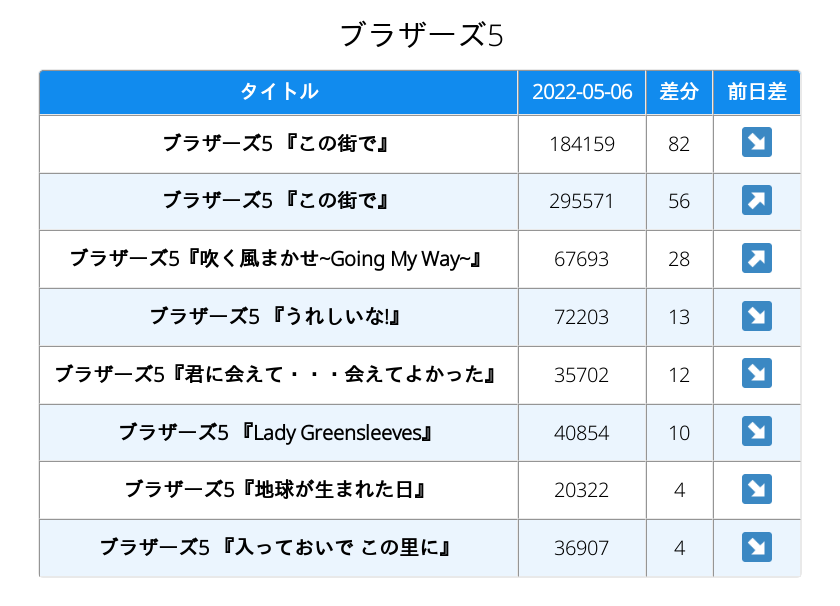 ブラザーズ5
タイトル 2022-05-06 差分 前日差
ブラザーズ5 『この街で』 184159 82 ↘
ブラザーズ5 『この街で』 295571 56 ↗
ブラザーズ5『吹く風まかせ~Going My Way~』 67693 28 ↗
ブラザーズ5 『うれしいな!』 72203 13 ↘
ブラザーズ5『君に会えて・・・会えてよかった』 35702 12 ↘
ブラザーズ5 『Lady Greensleeves』 40854 10 ↘
ブラザーズ5『地球が生まれた日』 20322 4 ↘
ブラザーズ5 『入っておいで この里に』 36907 4 ↘